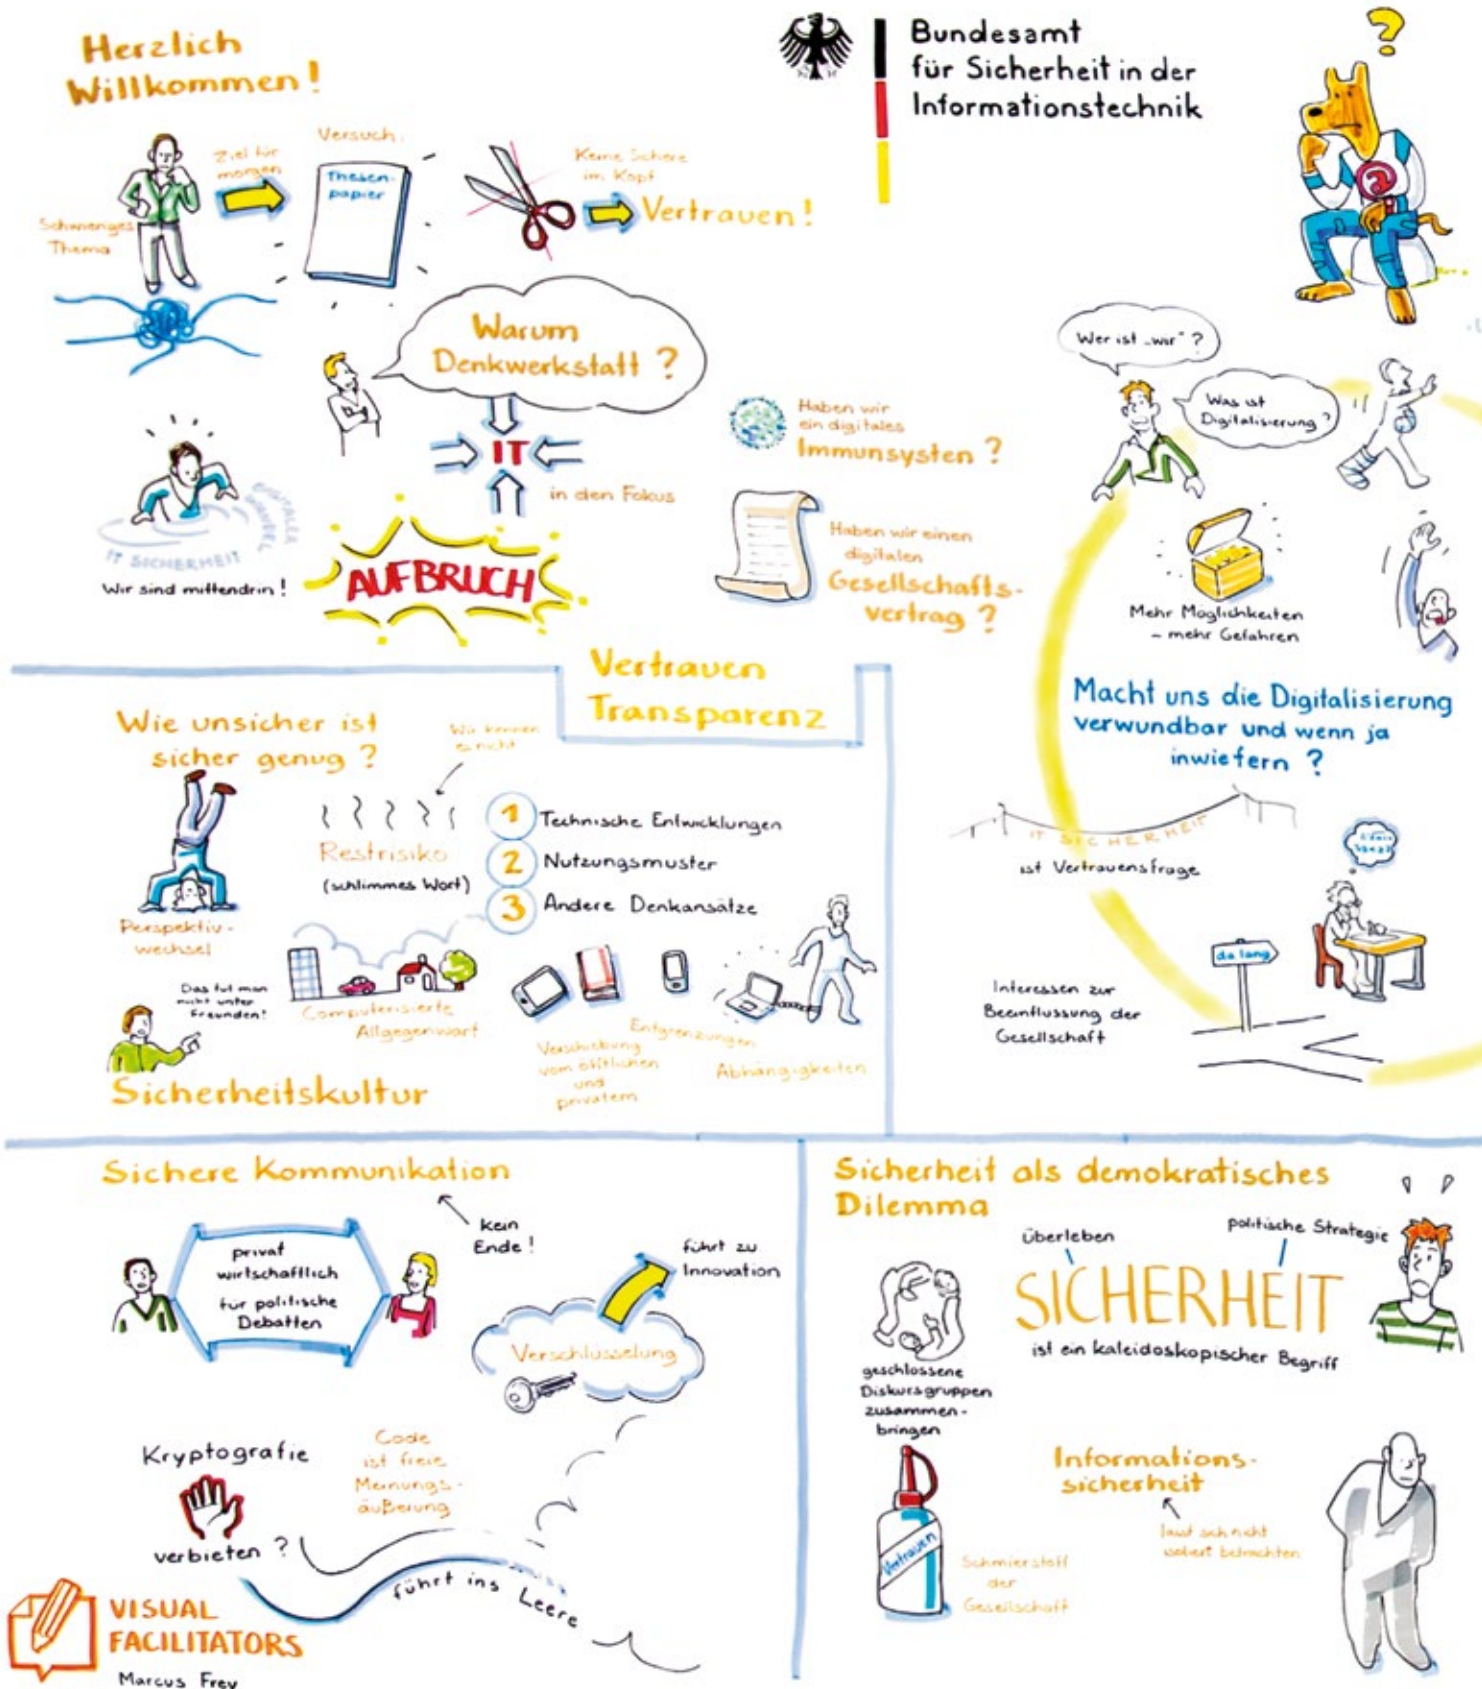 Herzlich
Willkommen!
Bundesamt
für Sicherheit in der
Informationstechnik
?
Schwieriges
Thema
Ziel für
morgen
Versuch:
Thesen-
papier
Keine Schere
im Kopf
Vertrauen!
Warum
Denkwerkstatt?
IT
in den Fokus
IT SICHERHEIT
DIGITALER
WANDEL
Wir sind mittendrin!
AUFBRUCH
Haben wir
ein digitales
Immunsysten?
Haben wir einen
digitalen
Gesellschafts-
vertrag?
Wer ist „wir"?
Was ist
Digitalisierung?
Mehr Möglichkeiten
– mehr Gefahren
Macht uns die Digitalisierung
verwundbar und wenn ja
inwiefern?
IT SICHERHEIT
ist Vertrauensfrage
da lang
Interessen zur
Beeinflussung der
Gesellschaft
Vertrauen
Transparenz
Wie unsicher ist
sicher genug?
Perspektiv-
wechsel
Wir kennen
es nicht
Restrisiko
(schlimmes Wort)
1 Technische Entwicklungen
2 Nutzungsmuster
3 Andere Denkansätze
Das tut man
nicht unter
Freunden!
Sicherheitskultur
Computerisierte
Allgegenwart
Verschiebung
vom öfftlichen
und
privatem
Entgrenzungen
Abhängigkeiten
Sichere Kommunikation
kein
Ende!
privat
wirtschaftlich
für politische
Debatten
führt zu
Innovation
Verschlüsselung
Kryptografie
verbieten?
Code
ist freie
Meinungs-
äußerung
führt ins Leere
VISUAL
FACILITATORS
Marcus Frey
Sicherheit als demokratisches
Dilemma
überleben
politische Strategie
SICHERHEIT
ist ein kaleidoskopischer Begriff
geschlossene
Diskursgruppen
zusammen-
bringen
Vertrauen
Schmierstoff
der
Gesellschaft
Informations-
sicherheit
lässt sich nicht
isoliert betrachten